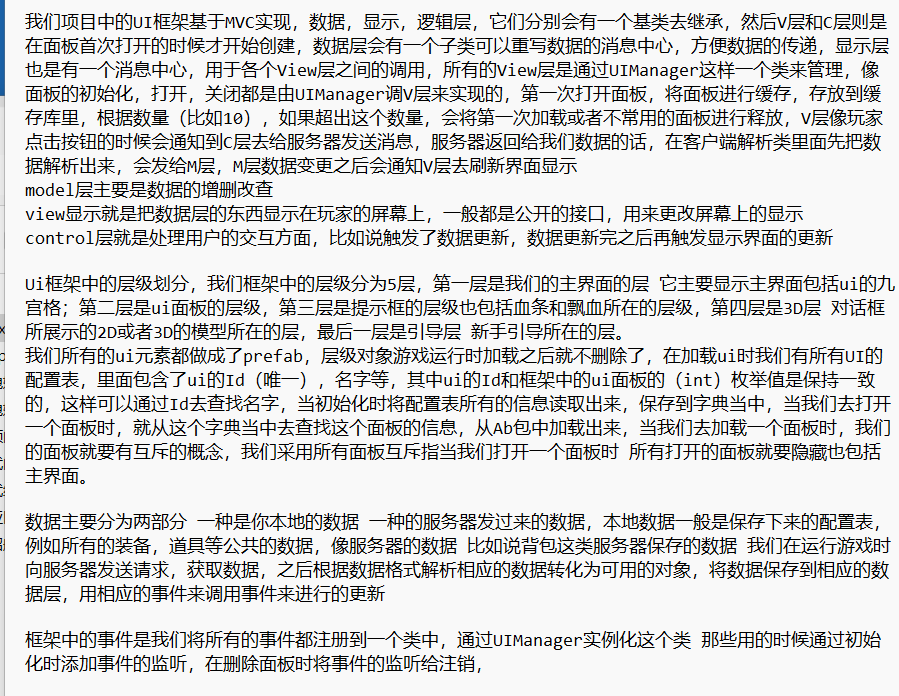 我们项目中的UI框架基于MVC实现，数据，显示，逻辑层，它们分别会有一个基类去继承，然后V层和C层则是
在面板首次打开的时候才开始创建，数据层会有一个子类可以重写数据的消息中心，方便数据的传递，显示层
也是有一个消息中心，用于各个View层之间的调用，所有的View层是通过UIManager这样一个类来管理，像
面板的初始化，打开，关闭都是由UIManager调V层来实现的，第一次打开面板，将面板进行缓存，存放到缓
存库里，根据数量（比如10），如果超出这个数量，会将第一次加载或者不常用的面板进行释放，V层像玩家
点击按钮的时候会通知到C层去给服务器发送消息，服务器返回给我们数据的话，在客户端解析类里面先把数
据解析出来，会发给M层，M层数据变更之后会通知V层去刷新界面显示
model层主要是数据的增删改查
view显示就是把数据层的东西显示在玩家的屏幕上，一般都是公开的接口，用来更改屏幕上的显示
control层就是处理用户的交互方面，比如说触发了数据更新，数据更新完之后再触发显示界面的更新
Ui框架中的层级划分，我们框架中的层级分为5层，第一层是我们的主界面的层 它主要显示主界面包括ui的九
宫格；第二层是ui面板的层级，第三层是提示框的层级也包括血条和飘血所在的层级，第四层是3D层 对话框
所展示的2D或者3D的模型所在的层，最后一层是引导层 新手引导所在的层。
我们所有的ui元素都做成了prefab，层级对象游戏运行时加载之后就不删除了，在加载ui时我们有所有UI的
配置表，里面包含了ui的Id（唯一），名字等，其中ui的Id和框架中的ui面板的（int）枚举值是保持一致
的，这样可以通过Id去查找名字，当初始化时将配置表所有的信息读取出来，保存到字典当中，当我们去打开
一个面板时，就从这个字典当中去查找这个面板的信息，从Ab包中加载出来，当我们去加载一个面板时，我们
的面板就要有互斥的概念，我们采用所有面板互斥指当我们打开一个面板时 所有打开的面板就要隐藏也包括
主界面。
数据主要分为两部分 一种是你本地的数据 一种的服务器发过来的数据，本地数据一般是保存下来的配置表，
例如所有的装备，道具等公共的数据，像服务器的数据 比如说背包这类服务器保存的数据 我们在运行游戏时
向服务器发送请求，获取数据，之后根据数据格式解析相应的数据转化为可用的对象，将数据保存到相应的数
据层，用相应的事件来调用事件来进行的更新
框架中的事件是我们将所有的事件都注册到一个类中，通过UIManager实例化这个类 那些用的时候通过初始
化时添加事件的监听，在删除面板时将事件的监听给注销，